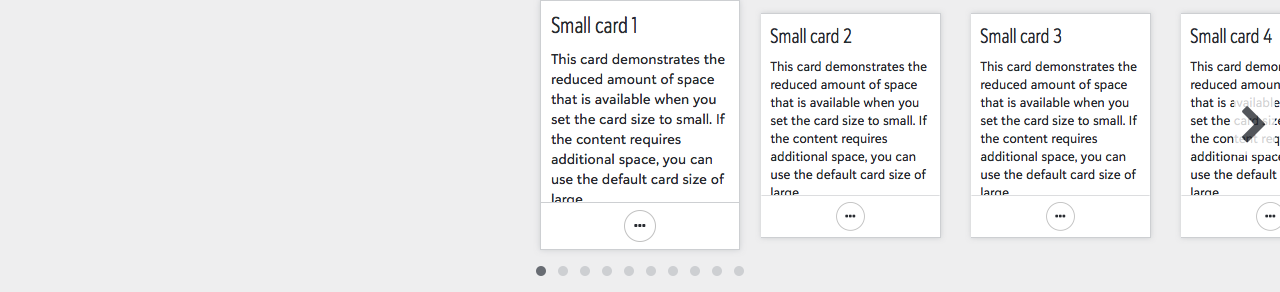 Small card 1
This card demonstrates the
reduced amount of space
that is available when you
set the card size to small. If
the content requires
additional space, you can
use the default card size of
large
Small card 2
This card demonstrates the
reduced amount of space
that is available when you
set the card size to small. If
the content requires
additional space, you can
use the default card size of
large
Small card 3
This card demonstrates the
reduced amount of space
that is available when you
set the card size to small. If
the content requires
additional space, you can
use the default card size of
large
Small card 4
This card
reduced amou
that is available
set the card size
the content req
additional space
use the default c
large